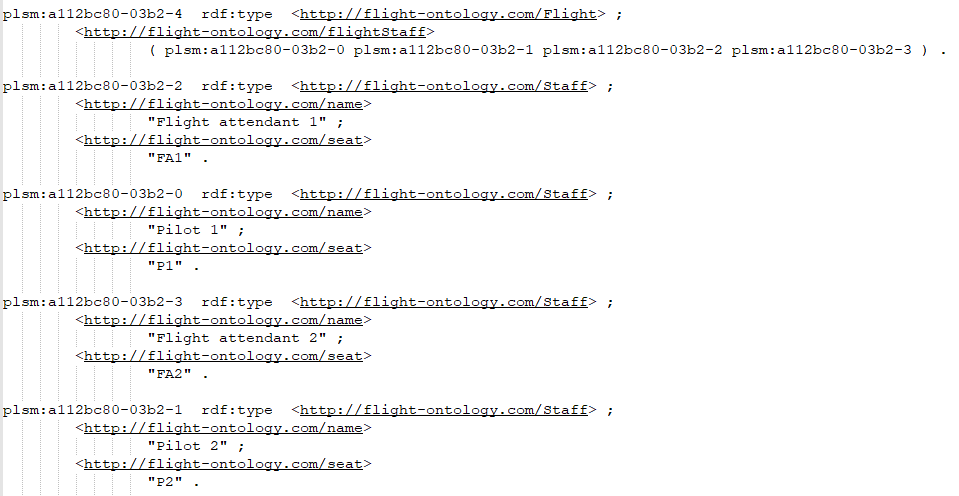 plsm:a112bc80-03b2-4 rdf:type <http://flight-ontology.com/Flight> ;
<http://flight-ontology.com/flightStaff>
( plsm:a112bc80-03b2-0 plsm:a112bc80-03b2-1 plsm:a112bc80-03b2-2 plsm:a112bc80-03b2-3 ) .
plsm:a112bc80-03b2-2 rdf:type <http://flight-ontology.com/Staff> ;
<http://flight-ontology.com/name>
"Flight attendant 1" ;
<http://flight-ontology.com/seat>
"FA1" .
plsm:a112bc80-03b2-0 rdf:type <http://flight-ontology.com/Staff> ;
<http://flight-ontology.com/name>
"Pilot 1" ;
<http://flight-ontology.com/seat>
"P1" .
plsm:a112bc80-03b2-3 rdf:type <http://flight-ontology.com/Staff> ;
<http://flight-ontology.com/name>
"Flight attendant 2" ;
<http://flight-ontology.com/seat>
"FA2" .
plsm:a112bc80-03b2-1 rdf:type <http://flight-ontology.com/Staff> ;
<http://flight-ontology.com/name>
"Pilot 2" ;
<http://flight-ontology.com/seat>
"P2" .